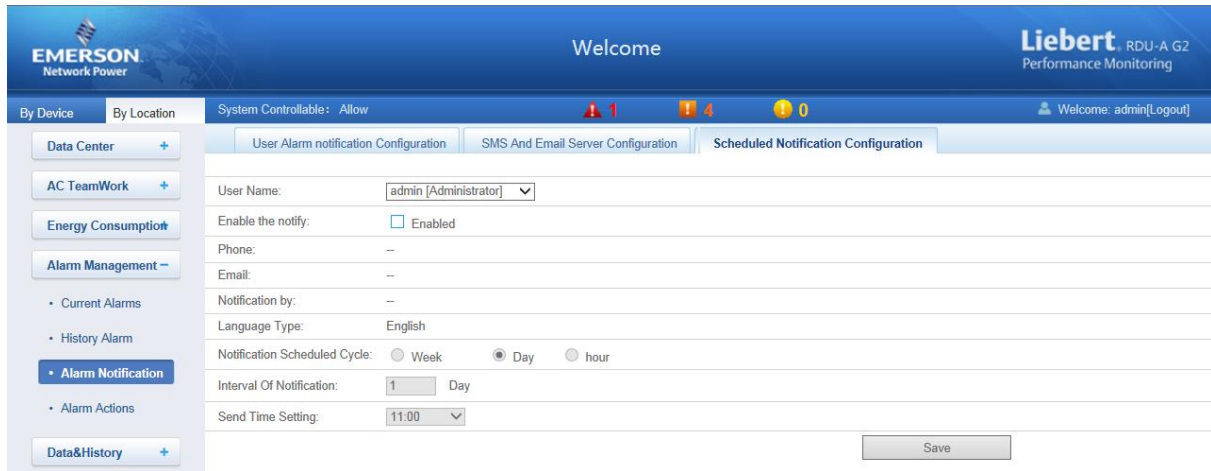 EMERSON.
Network Power
Welcome
Liebert® RDU-A G2
Performance Monitoring
By Device
By Location
System Controllable: Allow
1
4
0
Welcome: admin[Logout]
Data Center +
AC TeamWork +
Energy Consumption+
Alarm Management −
• Current Alarms
• History Alarm
• Alarm Notification
• Alarm Actions
Data&History +
User Alarm notification Configuration
SMS And Email Server Configuration
Scheduled Notification Configuration
User Name: admin [Administrator]
Enable the notify: Enabled
Phone: --
Email: --
Notification by: --
Language Type: English
Notification Scheduled Cycle: Week Day hour
Interval Of Notification: 1 Day
Send Time Setting: 11:00
Save